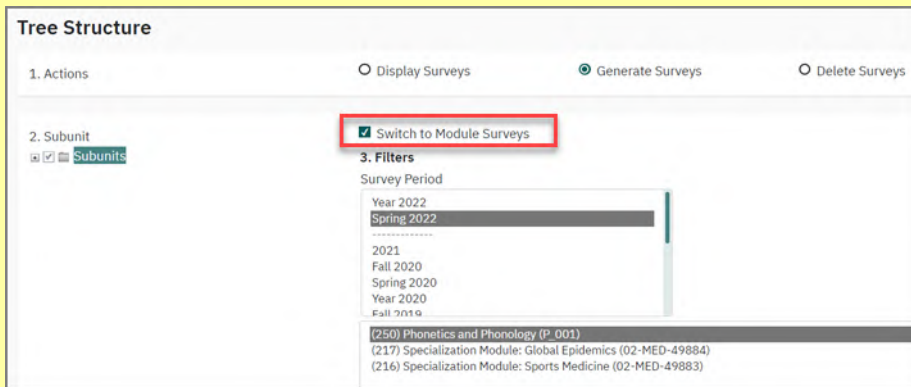 Tree Structure
1. Actions
Display Surveys
Generate Surveys
Delete Surveys
2. Subunit
Subunits
Switch to Module Surveys
3. Filters
Survey Period
Year 2022
Spring 2022
-------------
2021
Fall 2020
Spring 2020
Year 2020
Fall 2019
(250) Phonetics and Phonology (P_001)
(217) Specialization Module: Global Epidemics (02-MED-49884)
(216) Specialization Module: Sports Medicine (02-MED-49883)